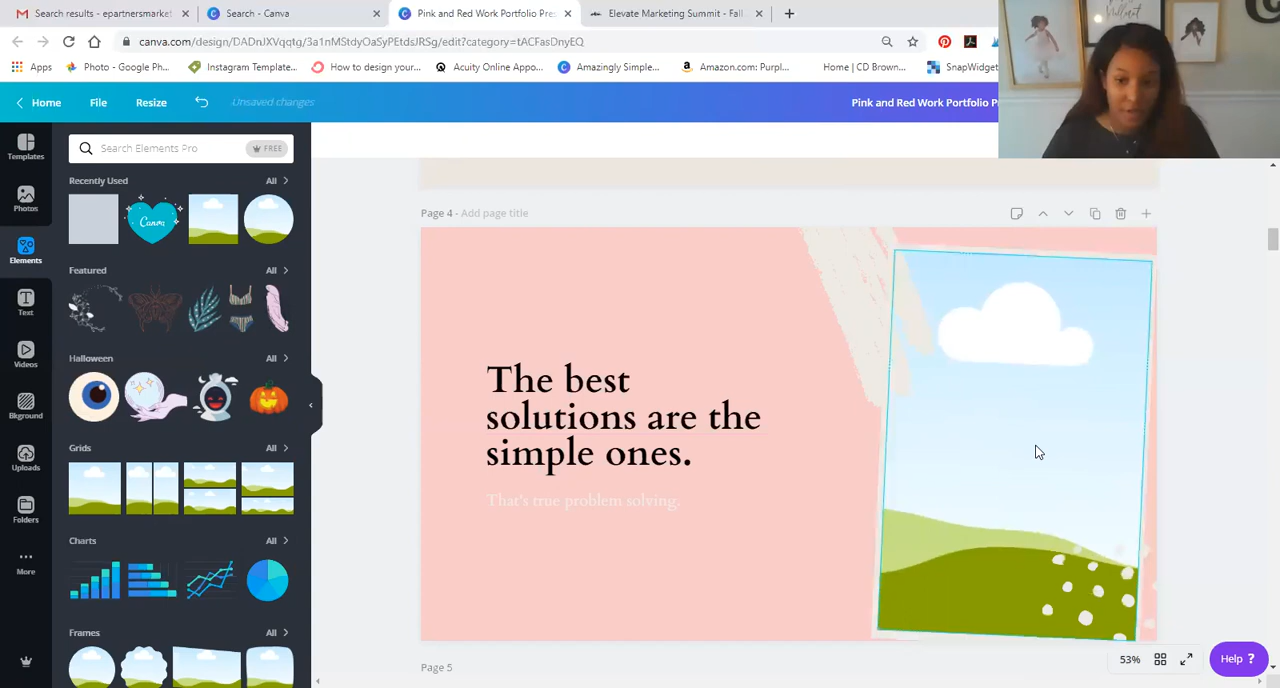 Search results - epartnersmarket
Search - Canva
Pink and Red Work Portfolio Pres
Elevate Marketing Summit - Fall
canva.com/design/DADnJXVqqtg/3a1nMStdyOaSyPEtdsJRSg/edit?category=tACFasDnyEQ
Apps
Photo - Google Ph...
Instagram Template...
How to design your...
Acuity Online Appo...
Amazingly Simple...
Amazon.com: Purpl...
Home | CD Brown...
SnapWidget
Home
File
Resize
Unsaved changes
Pink and Red Work Portfolio P
Templates
Photos
Elements
Text
Videos
Bkground
Uploads
Folders
More
Search Elements Pro
FREE
Recently Used
All
Canva
Featured
All
Halloween
All
Grids
All
Charts
All
Frames
All
Page 4 - Add page title
The best
solutions are the
simple ones.
That's true problem solving.
Page 5
53%
Help ?